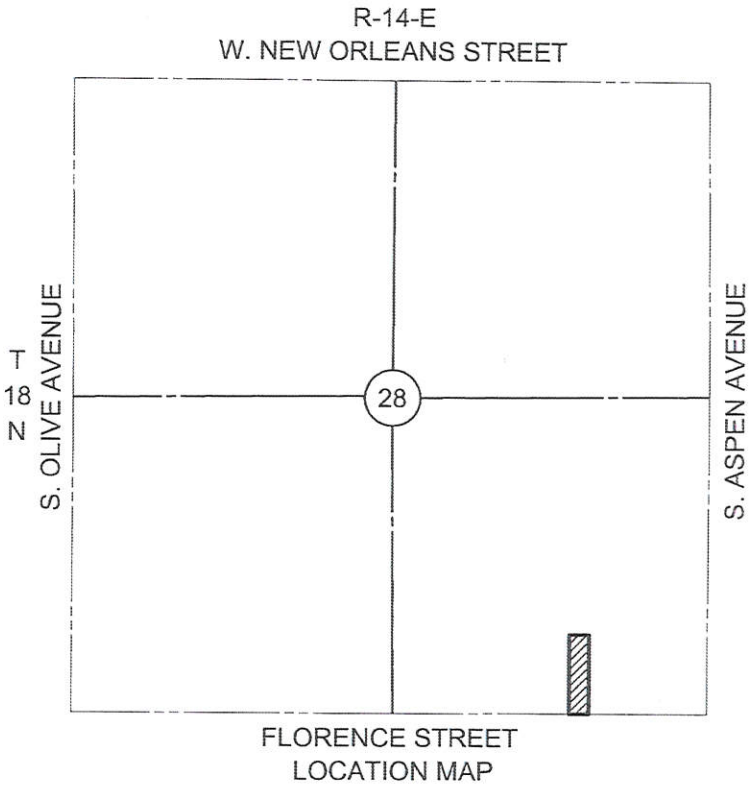 R-14-E
W. NEW ORLEANS STREET
T
18
N
S. OLIVE AVENUE
28
S. ASPEN AVENUE
FLORENCE STREET
LOCATION MAP